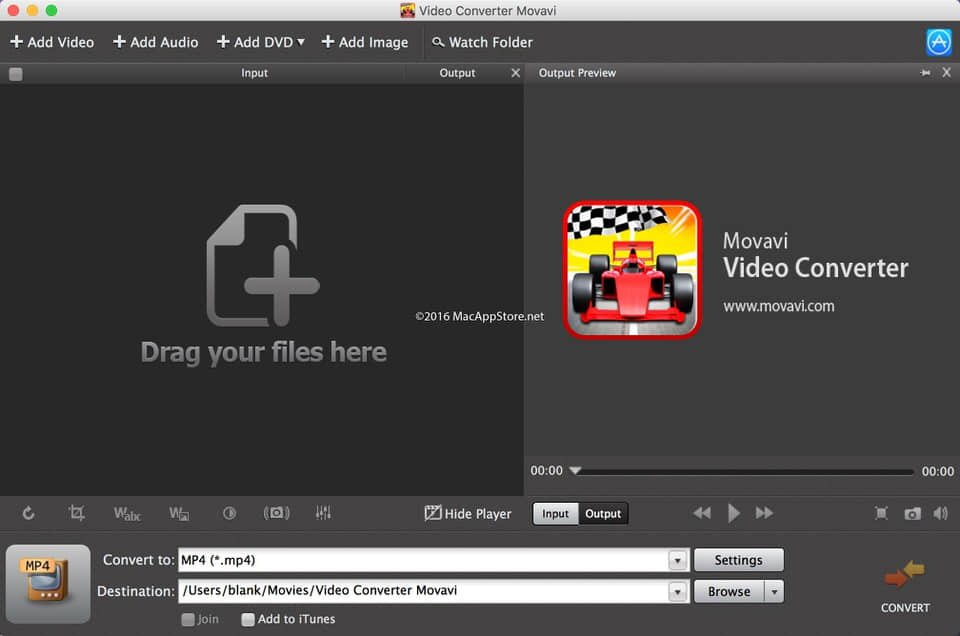 Video Converter Movavi
+ Add Video + Add Audio + Add DVD ▾ + Add Image Watch Folder
Input Output X Output Preview X
Drag your files here
Movavi
Video Converter
www.movavi.com
©2016 MacAppStore.net
00:00 00:00
Wabc W Hide Player Input Output
MP4 Convert to: MP4 (*.mp4) Settings
Destination: /Users/blank/Movies/Video Converter Movavi Browse
Join Add to iTunes CONVERT